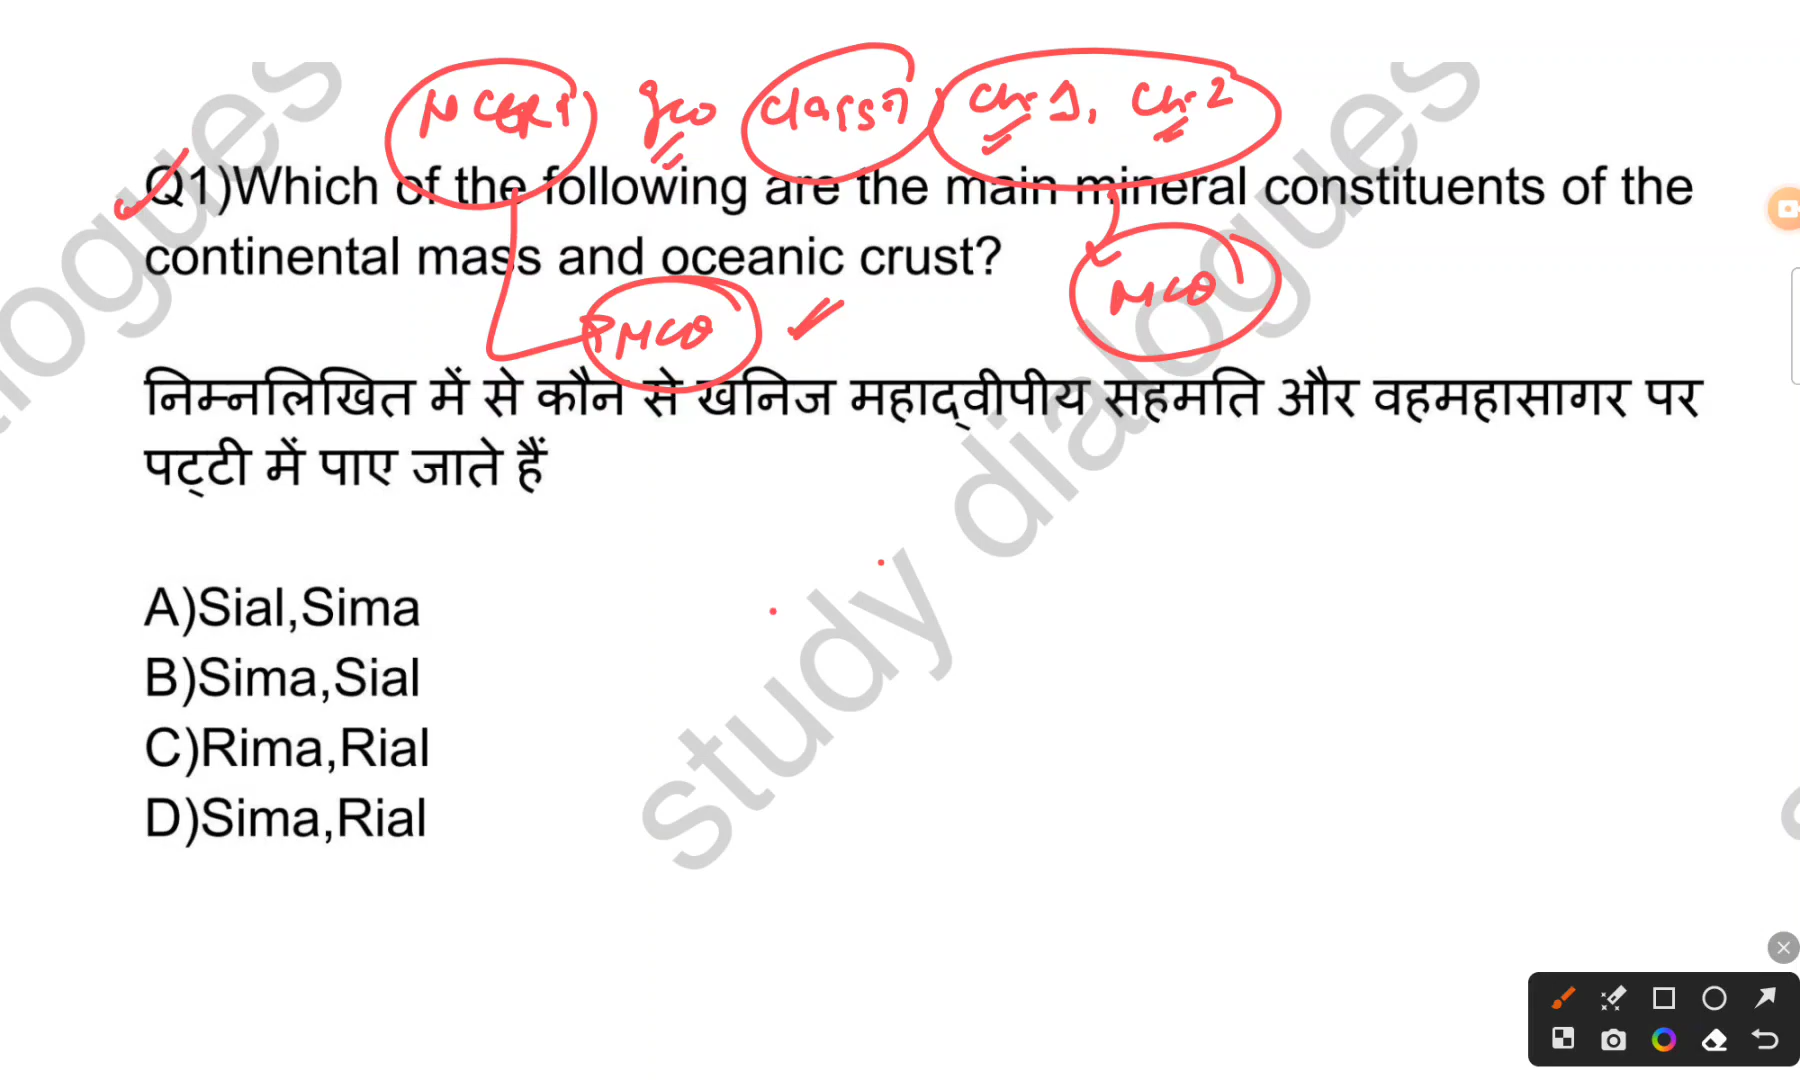 NCERT Geo Class 7, Ch-1, Ch-2
Q1)Which of the following are the main mineral constituents of the
continental mass and oceanic crust?
MCQ
PMCQ
निम्नलिखित में से कौन से खनिज महाद्वीपीय सहमति और वहमहासागर पर
पट्टी में पाए जाते हैं
A)Sial,Sima
B)Sima,Sial
C)Rima,Rial
D)Sima,Rial
study dialogues